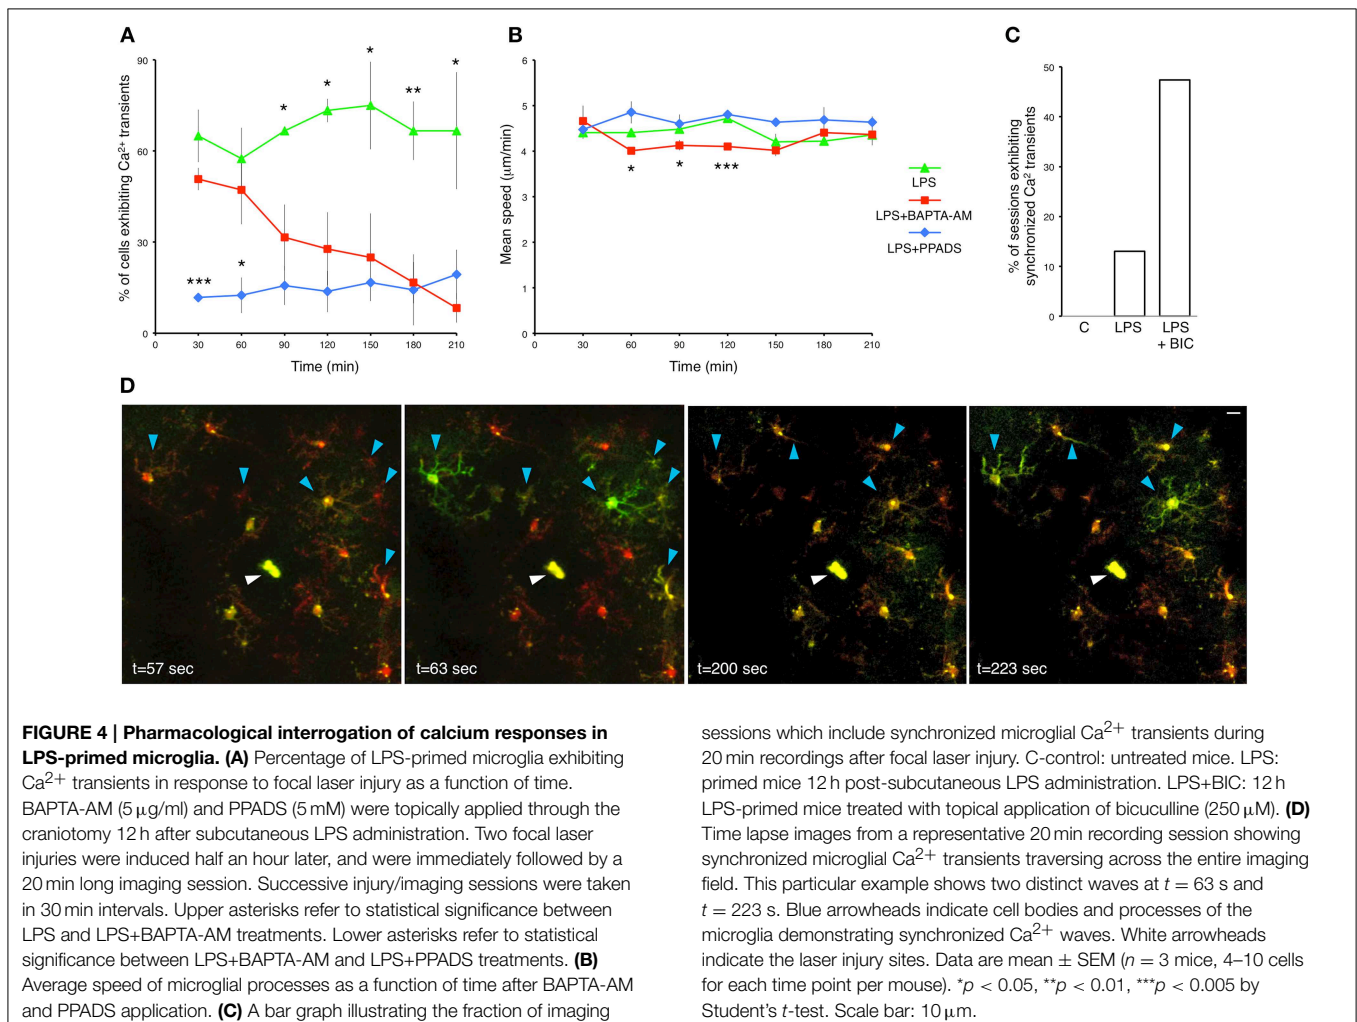 A
B
C
90
60
30
0
% of cells exhibiting Ca²⁺ transients
*
*
*
**
*
***
*
0
30
60
90
120
150
180
210
Time (min)
6
5
4
3
2
1
0
Mean speed (μm/min)
*
*
***
0
30
60
90
120
150
180
210
Time (min)
LPS
LPS+BAPTA-AM
LPS+PPADS
50
40
30
20
10
0
% of sessions exhibiting
synchronized Ca² transients
C
LPS
LPS
+ BIC
D
t=57 sec
t=63 sec
t=200 sec
t=223 sec
FIGURE 4 | Pharmacological interrogation of calcium responses in
LPS-primed microglia. (A) Percentage of LPS-primed microglia exhibiting
Ca²⁺ transients in response to focal laser injury as a function of time.
BAPTA-AM (5 μg/ml) and PPADS (5 mM) were topically applied through the
craniotomy 12 h after subcutaneous LPS administration. Two focal laser
injuries were induced half an hour later, and were immediately followed by a
20 min long imaging session. Successive injury/imaging sessions were taken
in 30 min intervals. Upper asterisks refer to statistical significance between
LPS and LPS+BAPTA-AM treatments. Lower asterisks refer to statistical
significance between LPS+BAPTA-AM and LPS+PPADS treatments. (B)
Average speed of microglial processes as a function of time after BAPTA-AM
and PPADS application. (C) A bar graph illustrating the fraction of imaging
sessions which include synchronized microglial Ca²⁺ transients during
20 min recordings after focal laser injury. C-control: untreated mice. LPS:
primed mice 12 h post-subcutaneous LPS administration. LPS+BIC: 12 h
LPS-primed mice treated with topical application of bicuculline (250 μM). (D)
Time lapse images from a representative 20 min recording session showing
synchronized microglial Ca²⁺ transients traversing across the entire imaging
field. This particular example shows two distinct waves at t = 63 s and
t = 223 s. Blue arrowheads indicate cell bodies and processes of the
microglia demonstrating synchronized Ca²⁺ waves. White arrowheads
indicate the laser injury sites. Data are mean ± SEM (n = 3 mice, 4–10 cells
for each time point per mouse). *p < 0.05, **p < 0.01, ***p < 0.005 by
Student's t-test. Scale bar: 10 μm.